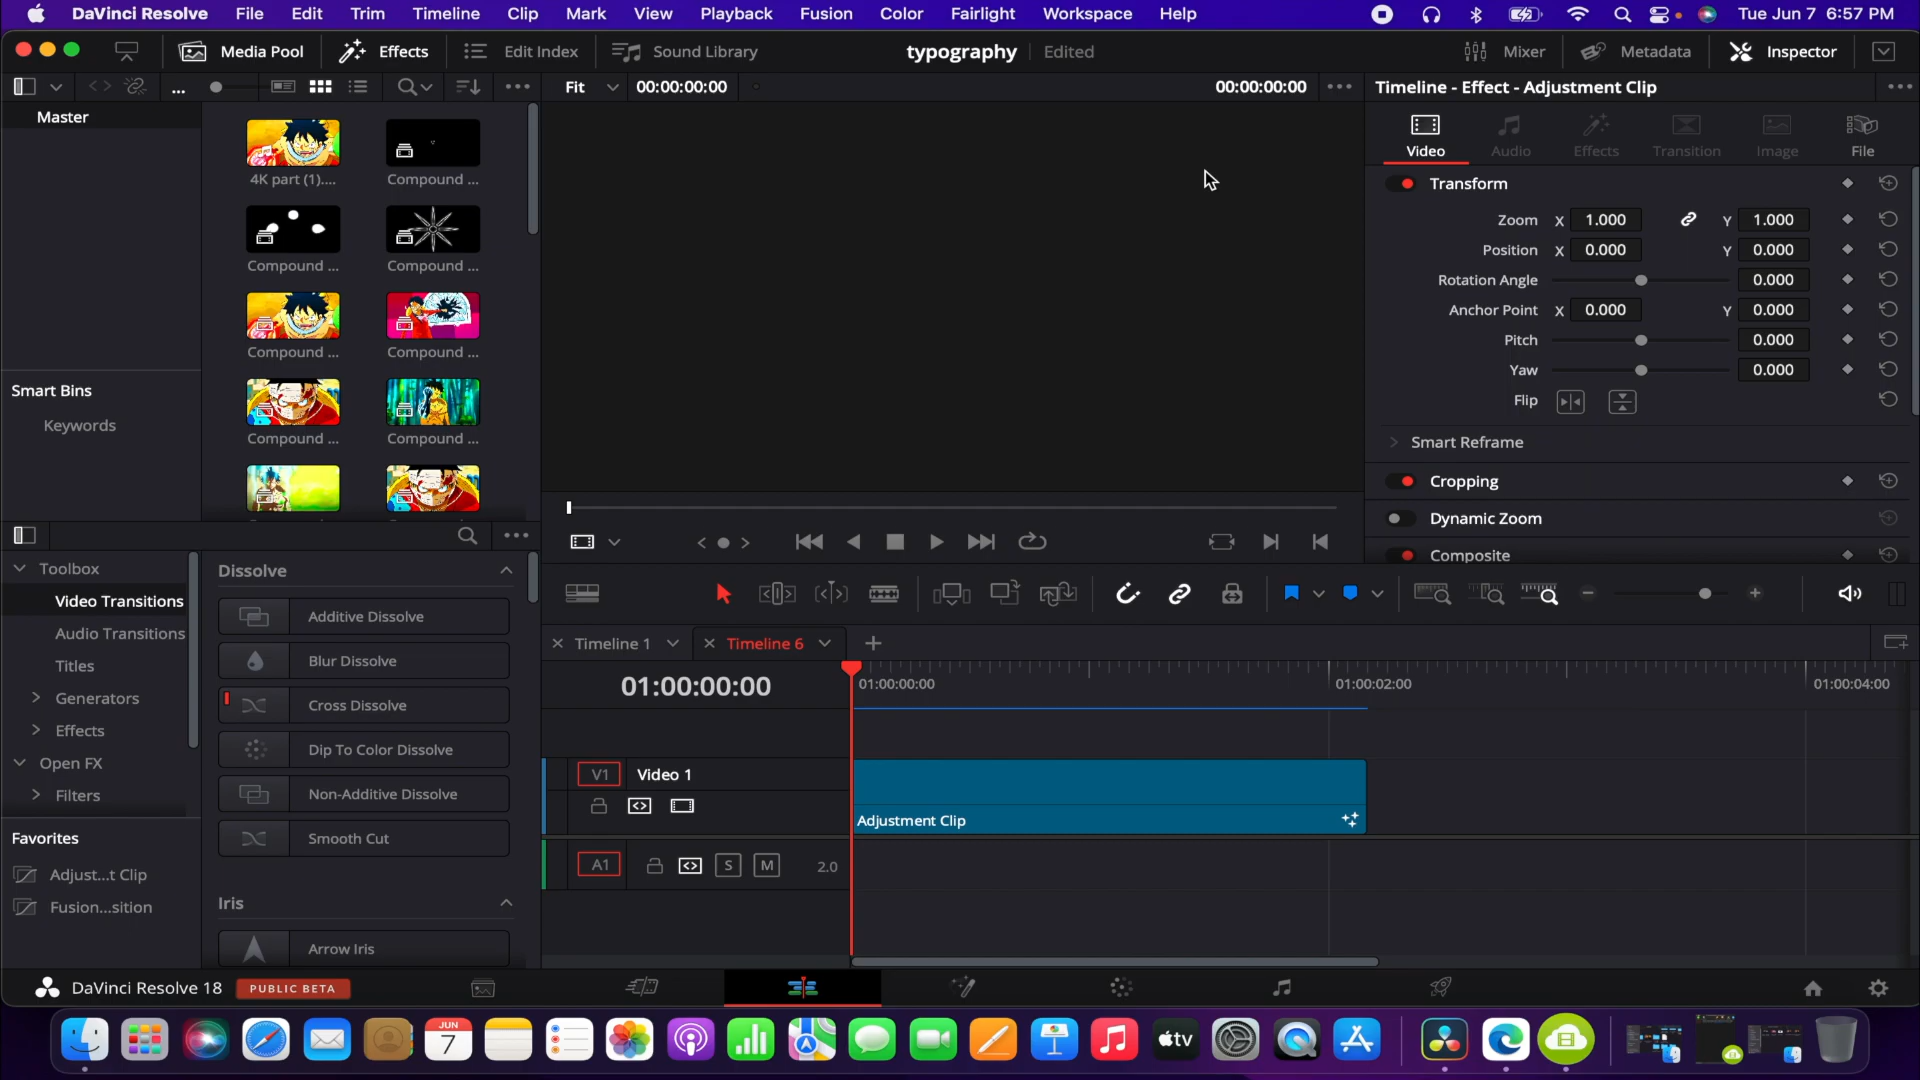 DaVinci Resolve File Edit Trim Timeline Clip Mark View Playback Fusion Color Fairlight Workspace Help Tue Jun 7 6:57 PM
Media Pool Effects Edit Index Sound Library typography Edited Mixer Metadata Inspector
... Fit 00:00:00:00 00:00:00:00 Timeline - Effect - Adjustment Clip
Master
Video Audio Effects Transition Image File
4K part (1).... Compound ...
Transform
Zoom X 1.000 Y 1.000
Position X 0.000 Y 0.000
Compound ... Compound ...
Rotation Angle 0.000
Anchor Point X 0.000 Y 0.000
Pitch 0.000
Compound ... Compound ...
Yaw 0.000
Smart Bins
Flip
Keywords
Compound ... Compound ...
Smart Reframe
Cropping
Dynamic Zoom
Composite
Toolbox
Video Transitions
Audio Transitions
Titles
Generators
Effects
Open FX
Filters
Dissolve
Additive Dissolve
Blur Dissolve
Cross Dissolve
Dip To Color Dissolve
Non-Additive Dissolve
Smooth Cut
Iris
Arrow Iris
Favorites
Adjust...t Clip
Fusion...sition
Timeline 1 Timeline 6
01:00:00:00 01:00:00:00 01:00:02:00 01:00:04:00
V1 Video 1
Adjustment Clip
A1 S M 2.0
DaVinci Resolve 18 PUBLIC BETA
JUN
7
tv